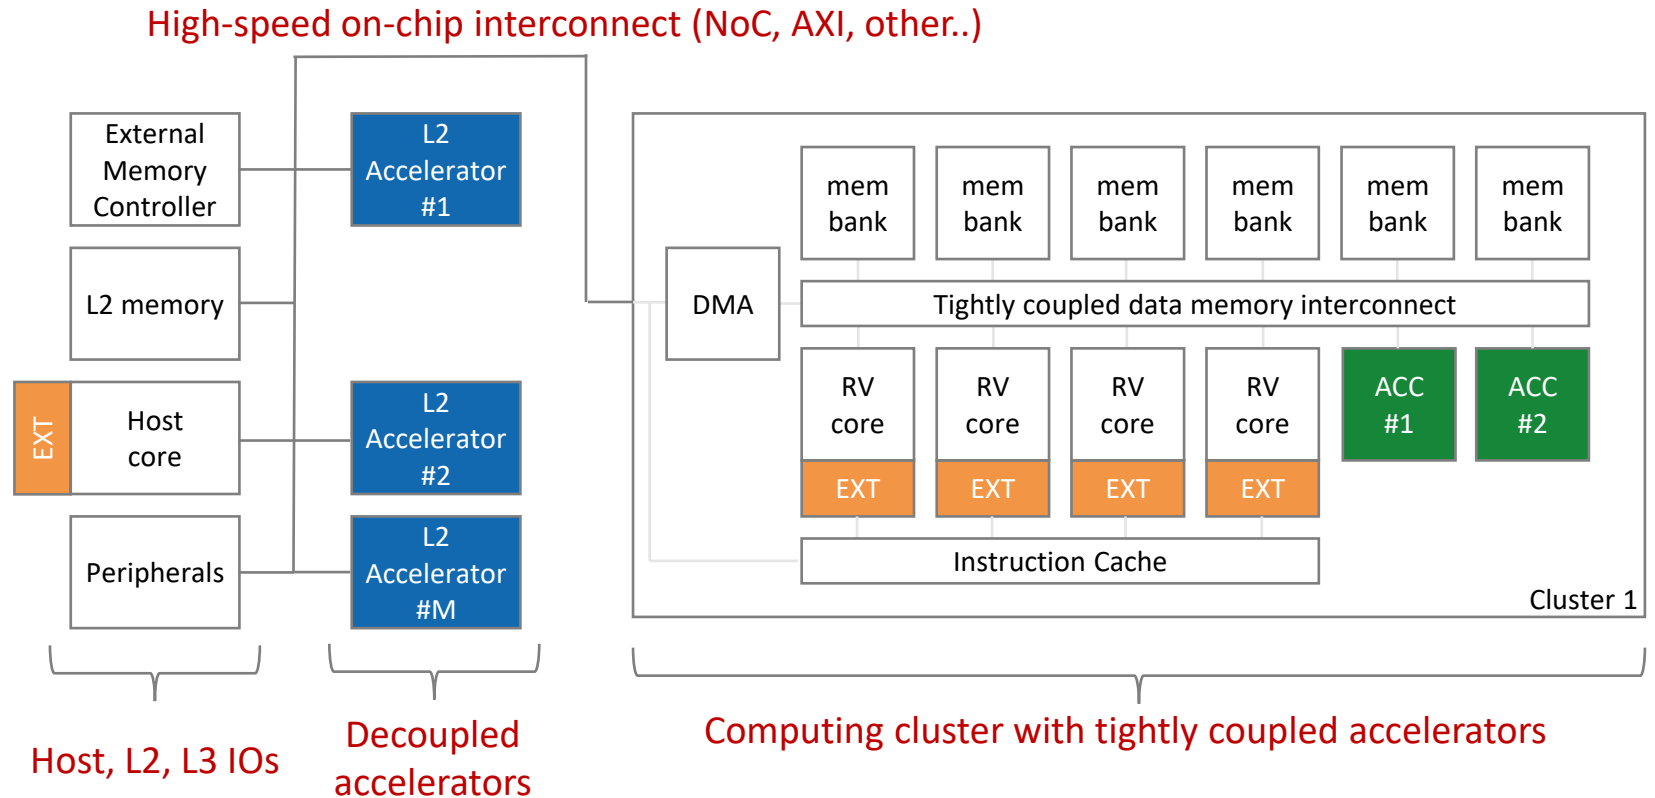 High-speed on-chip interconnect (NoC, AXI, other..)
External
Memory
Controller
L2 memory
EXT
Host
core
Peripherals
L2
Accelerator
#1
L2
Accelerator
#2
L2
Accelerator
#M
DMA
mem
bank
mem
bank
mem
bank
mem
bank
mem
bank
mem
bank
Tightly coupled data memory interconnect
RV
core
EXT
RV
core
EXT
RV
core
EXT
RV
core
EXT
ACC
#1
ACC
#2
Instruction Cache
Cluster 1
Host, L2, L3 IOs
Decoupled
accelerators
Computing cluster with tightly coupled accelerators